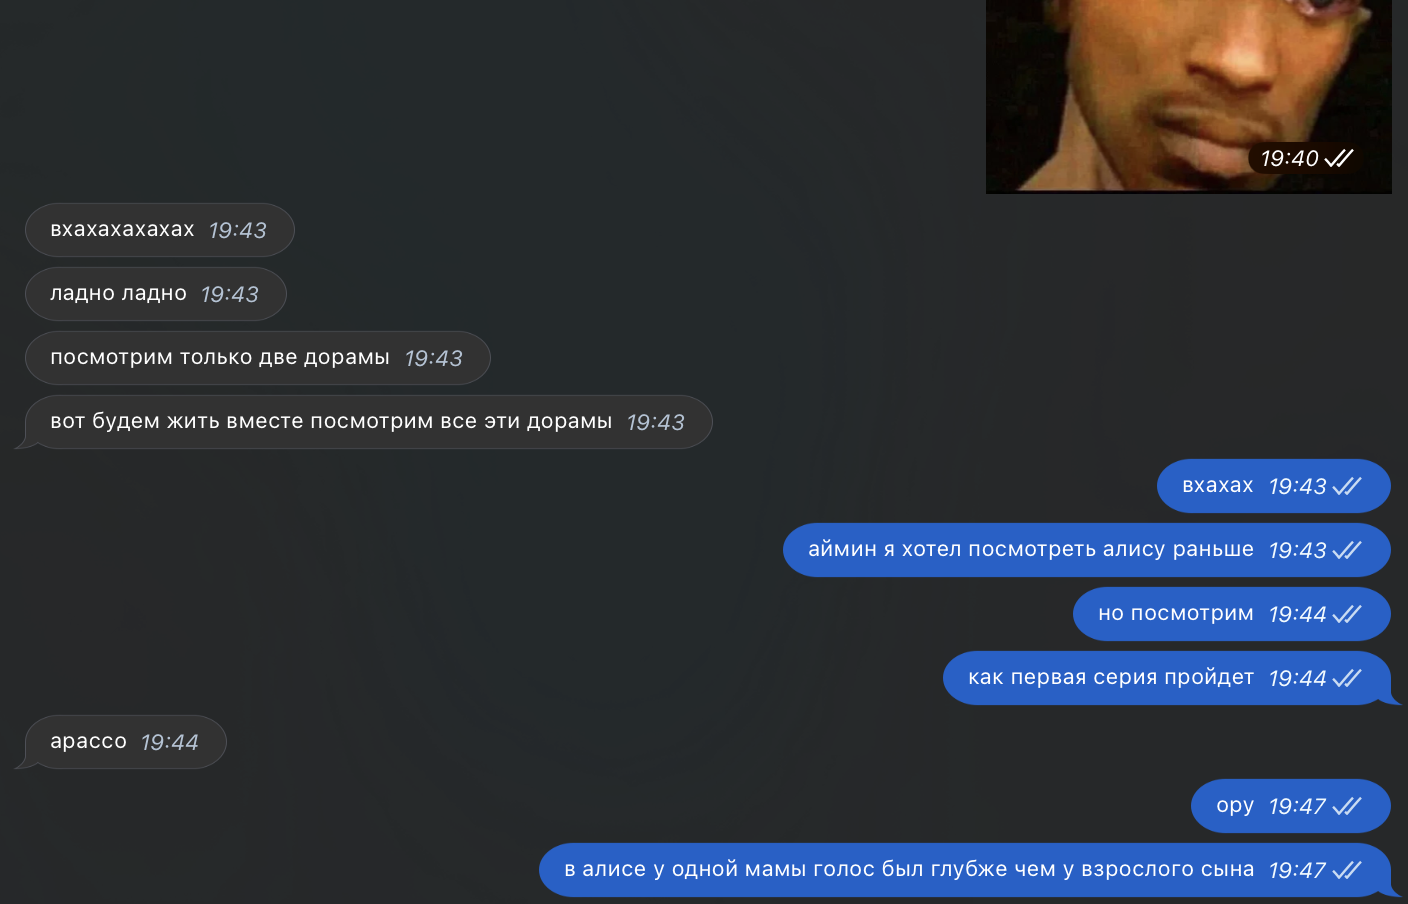 19:40
вхахахахахах 19:43
ладно ладно 19:43
посмотрим только две дорамы 19:43
вот будем жить вместе посмотрим все эти дорамы 19:43
вхахах 19:43
аймин я хотел посмотреть алису раньше 19:43
но посмотрим 19:44
как первая серия пройдет 19:44
арассо 19:44
ору 19:47
в алисе у одной мамы голос был глубже чем у взрослого сына 19:47